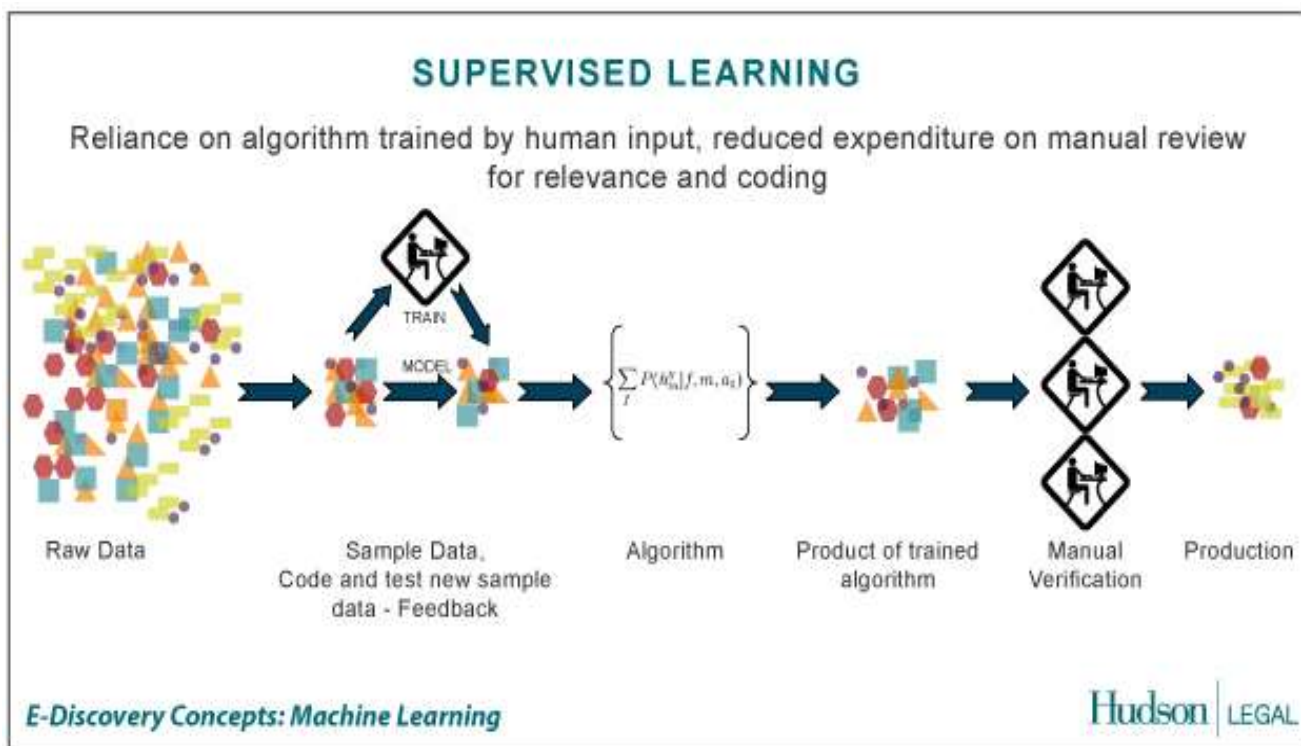 SUPERVISED LEARNING
Reliance on algorithm trained by human input, reduced expenditure on manual review
for relevance and coding
TRAIN
MODEL
Raw Data
Sample Data,
Code and test new sample
data - Feedback
Algorithm
Product of trained
algorithm
Manual
Verification
Production
E-Discovery Concepts: Machine Learning
Hudson LEGAL